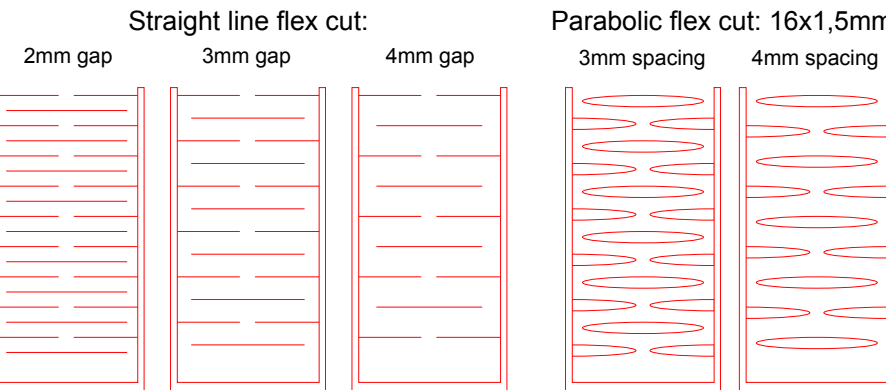 Straight line flex cut:
2mm gap
3mm gap
4mm gap
Parabolic flex cut: 16x1,5mm
3mm spacing
4mm spacing